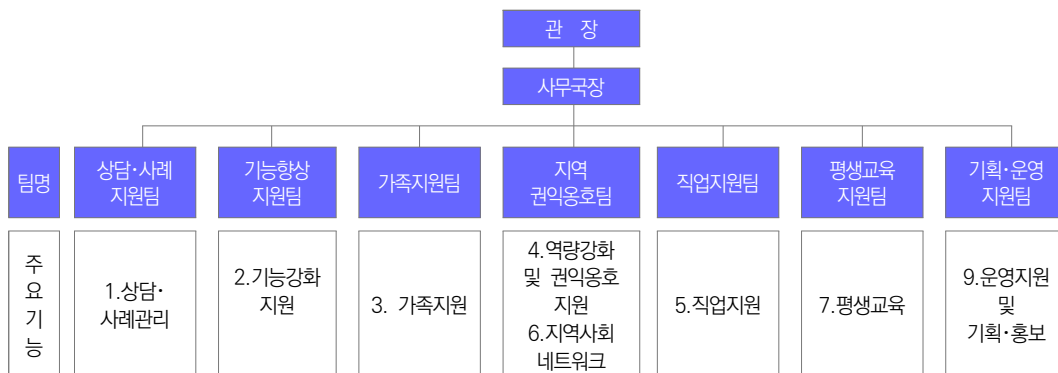 관 장
사무국장
팀명
상담·사례
지원팀
기능향상
지원팀
가족지원팀
지역
권익옹호팀
직업지원팀
평생교육
지원팀
기획·운영
지원팀
주
요
기
능
1.상담·
사례관리
2.기능강화
지원
3. 가족지원
4.역량강화
및 권익옹호
지원
6.지역사회
네트워크
5.직업지원
7.평생교육
9.운영지원
및
기획·홍보